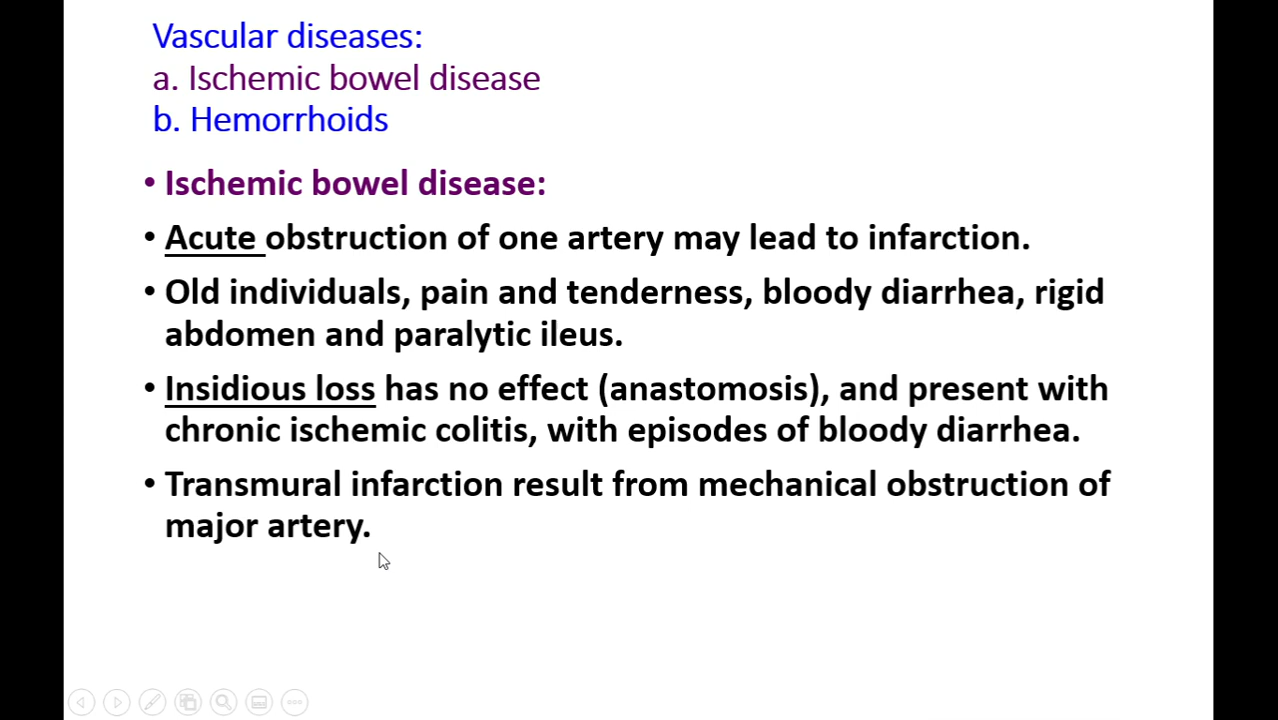 Vascular diseases:
a. Ischemic bowel disease
b. Hemorrhoids
• Ischemic bowel disease:
• Acute obstruction of one artery may lead to infarction.
• Old individuals, pain and tenderness, bloody diarrhea, rigid
abdomen and paralytic ileus.
• Insidious loss has no effect (anastomosis), and present with
chronic ischemic colitis, with episodes of bloody diarrhea.
• Transmural infarction result from mechanical obstruction of
major artery.